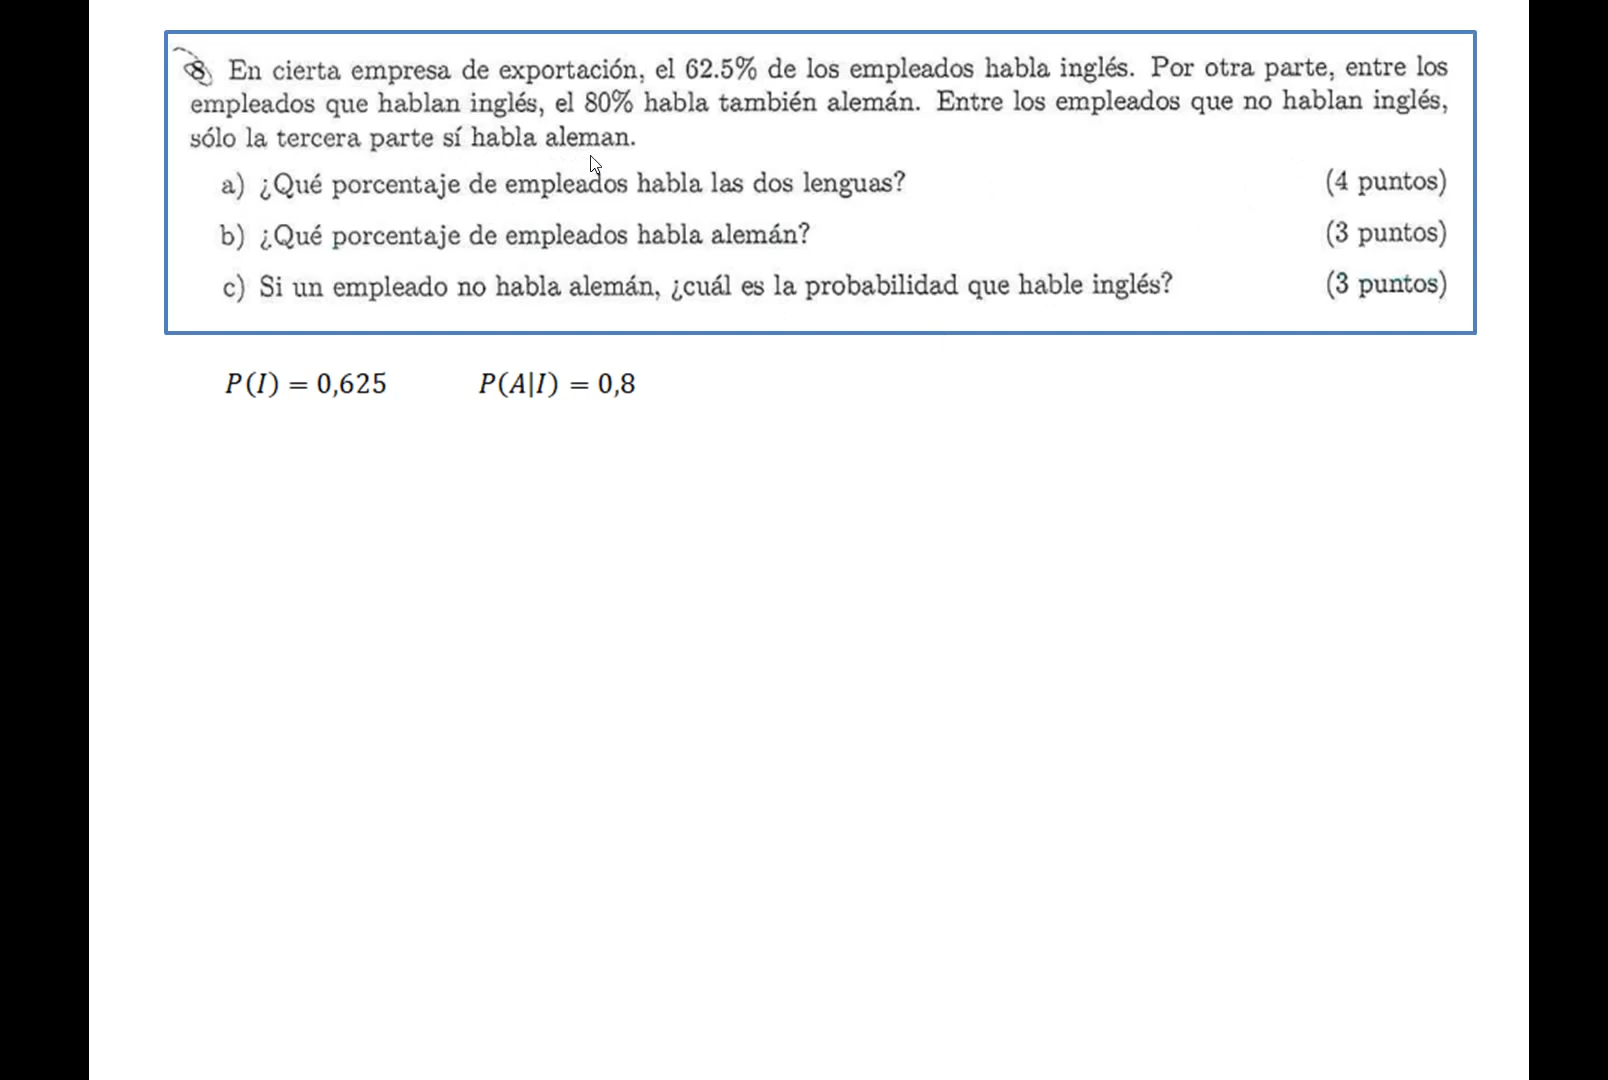 8 En cierta empresa de exportación, el 62.5% de los empleados habla inglés. Por otra parte, entre los
empleados que hablan inglés, el 80% habla también alemán. Entre los empleados que no hablan inglés,
sólo la tercera parte sí habla aleman.
a) ¿Qué porcentaje de empleados habla las dos lenguas? (4 puntos)
b) ¿Qué porcentaje de empleados habla alemán? (3 puntos)
c) Si un empleado no habla alemán, ¿cuál es la probabilidad que hable inglés? (3 puntos)
P(I) = 0,625 P(A|I) = 0,8